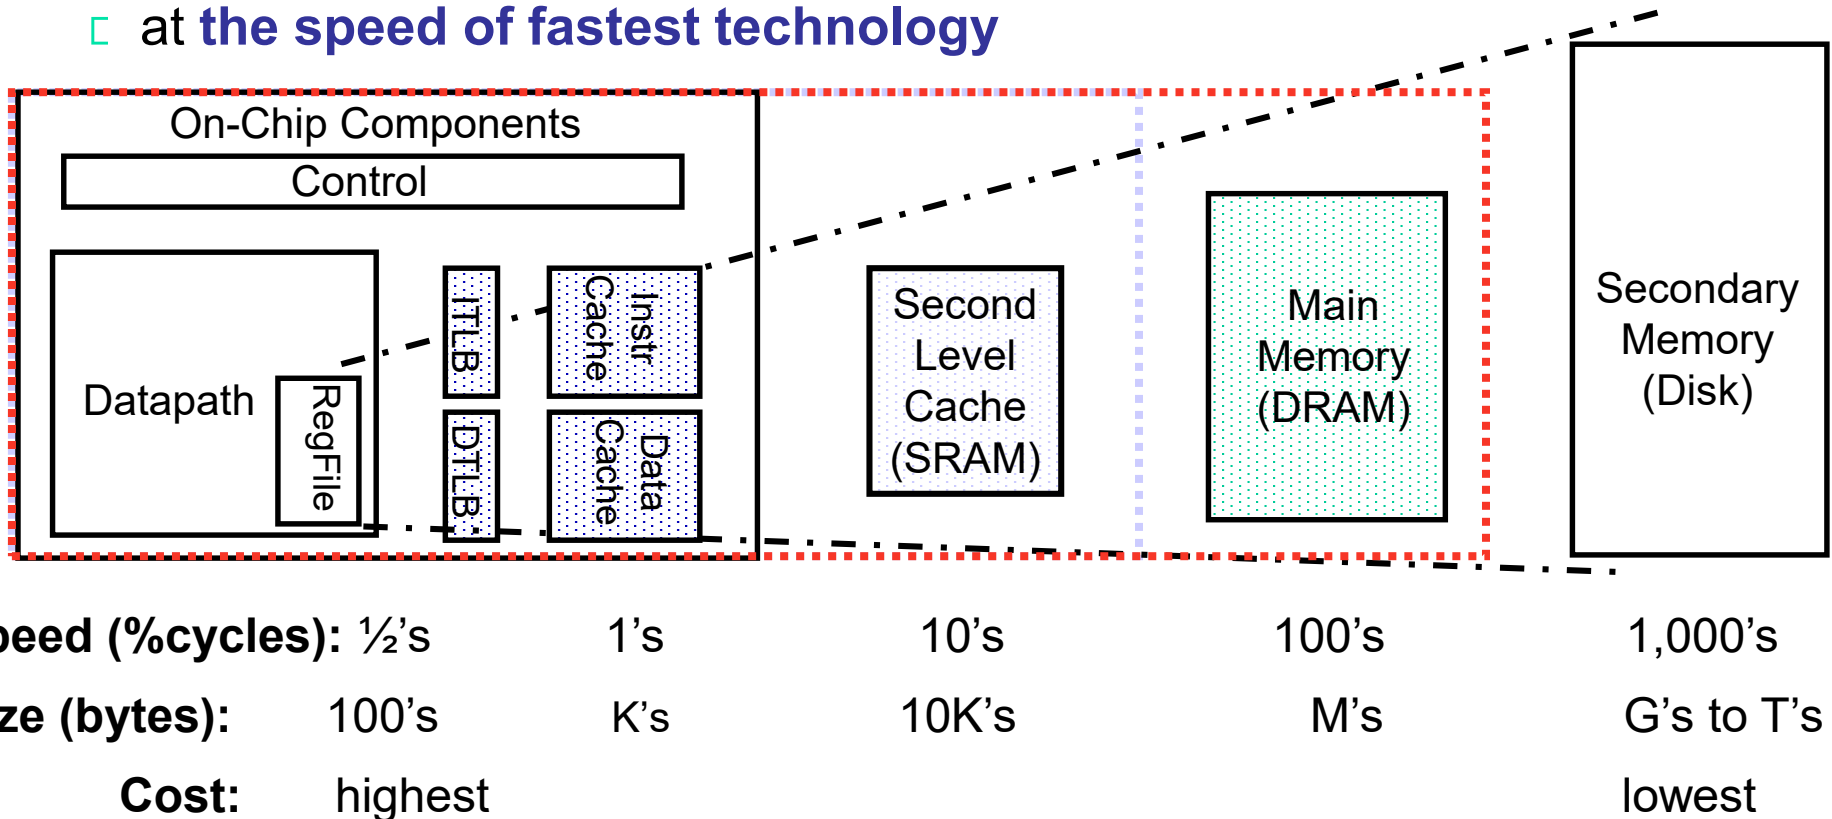 at the speed of fastest technology
On-Chip Components
Control
Datapath
RegFile
ITLB
DTLB
Instr
Cache
Data
Cache
Second
Level
Cache
(SRAM)
Main
Memory
(DRAM)
Secondary
Memory
(Disk)
peed (%cycles): ½’s 1’s 10’s 100’s 1,000’s
ze (bytes): 100’s K’s 10K’s M’s G’s to T’s
Cost: highest lowest